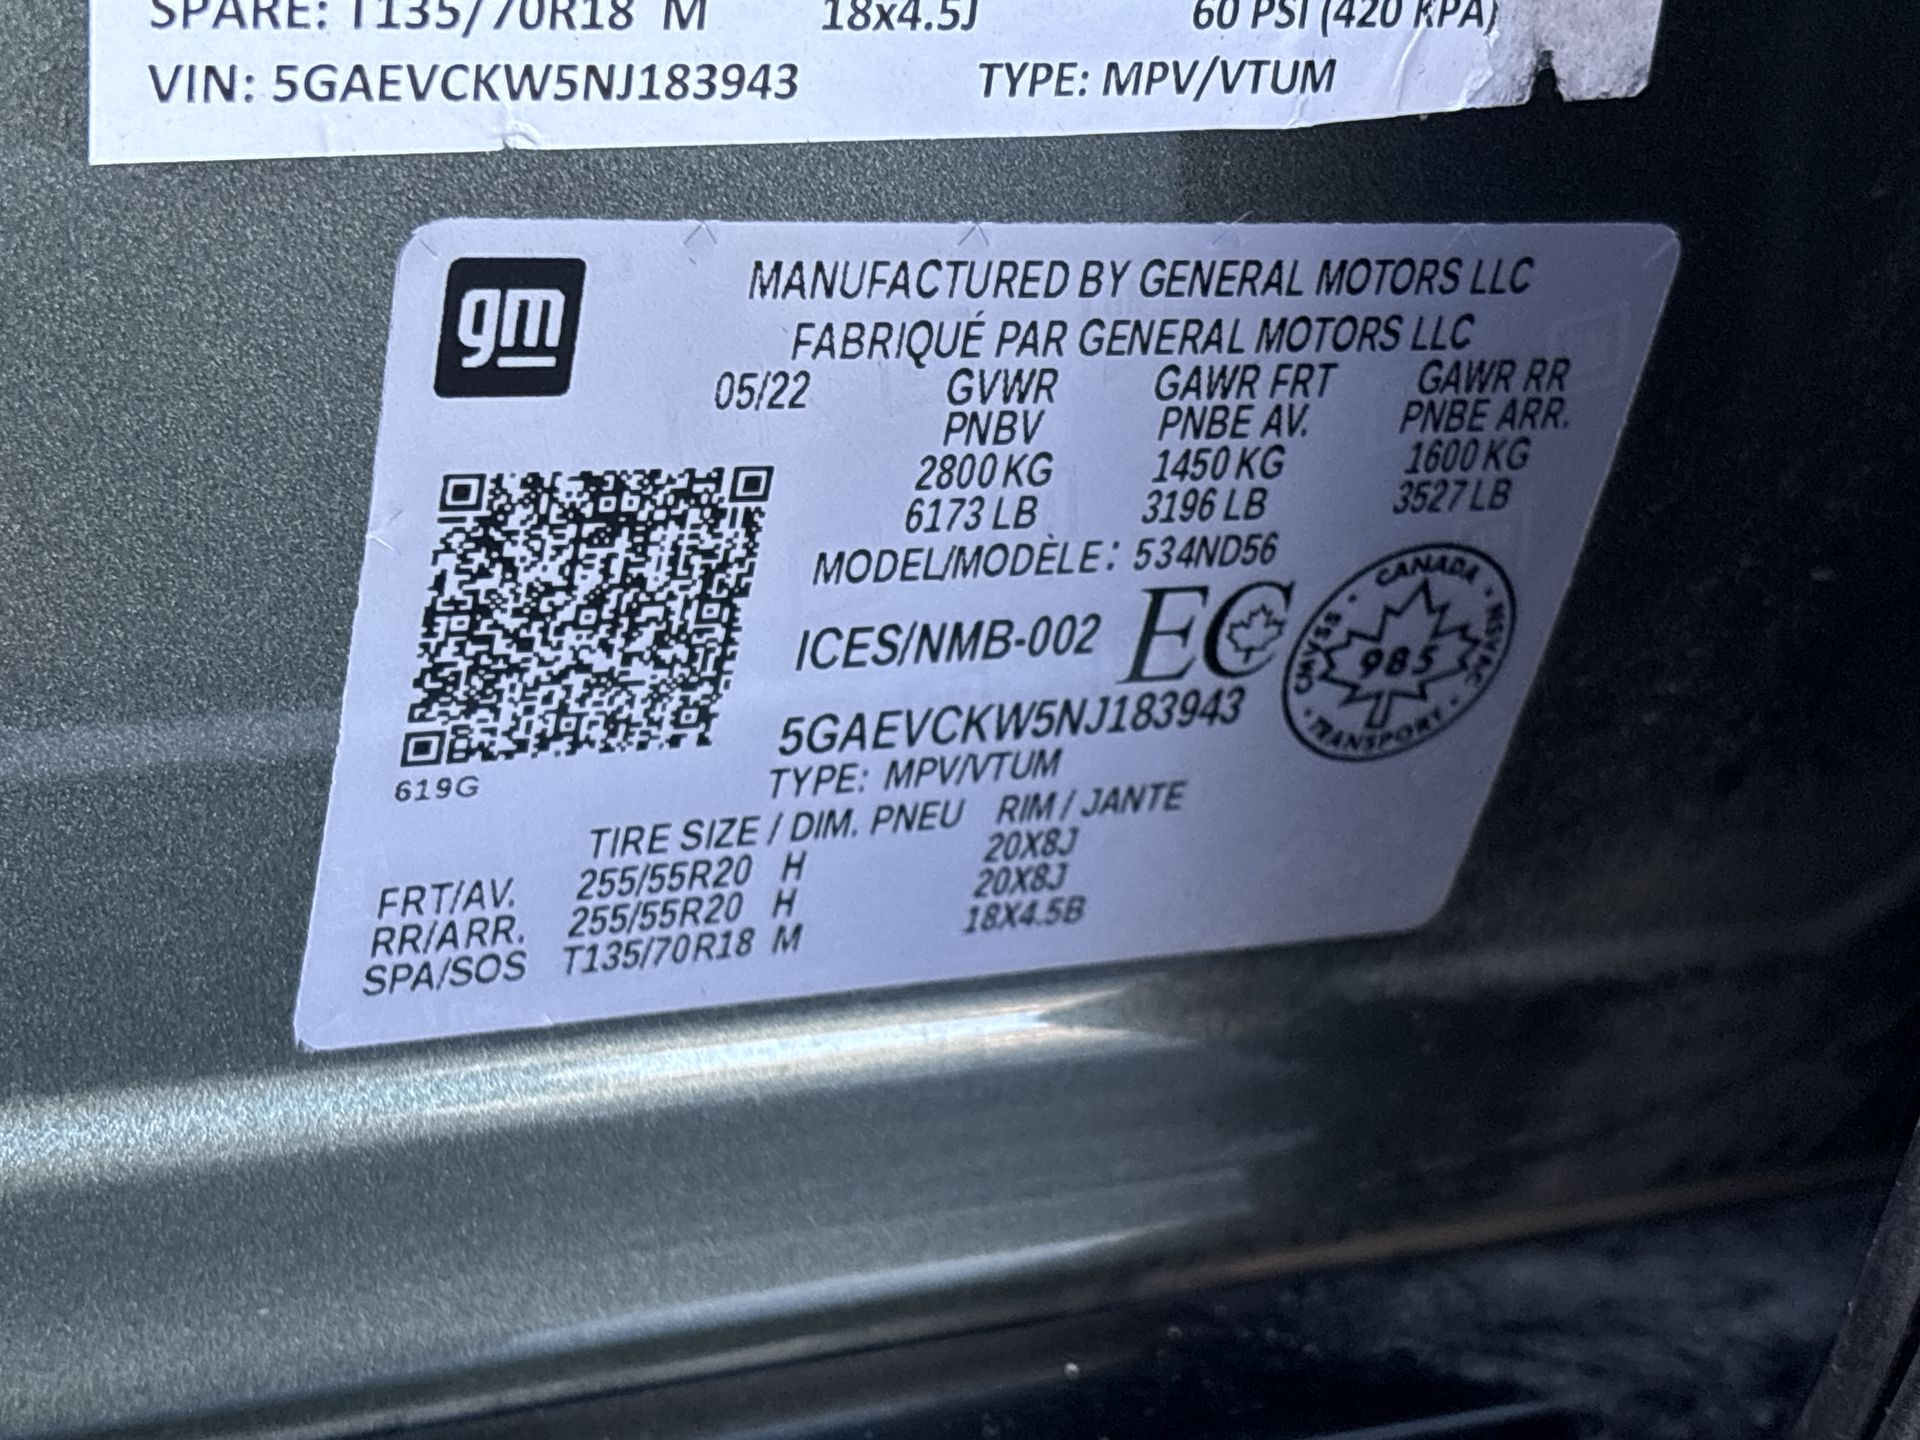 SPARE: T135/70R18 M 18x4.5J 60 PSI (420 KPA)
VIN: 5GAEVCKW5NJ183943 TYPE: MPV/VTUM
gm
MANUFACTURED BY GENERAL MOTORS LLC
FABRIQUÉ PAR GENERAL MOTORS LLC
05/22 GVWR GAWR FRT GAWR RR
PNBV PNBE AV. PNBE ARR.
2800 KG 1450 KG 1600 KG
6173 LB 3196 LB 3527 LB
MODEL/MODÈLE: 534ND56
ICES/NMB-002 EC
CANADA · NSVAC · TRANSPORT · CMVSS ·
985
5GAEVCKW5NJ183943
TYPE: MPV/VTUM
619G
TIRE SIZE / DIM. PNEU RIM / JANTE
FRT/AV. 255/55R20 H 20X8J
RR/ARR. 255/55R20 H 20X8J
SPA/SOS T135/70R18 M 18X4.5B